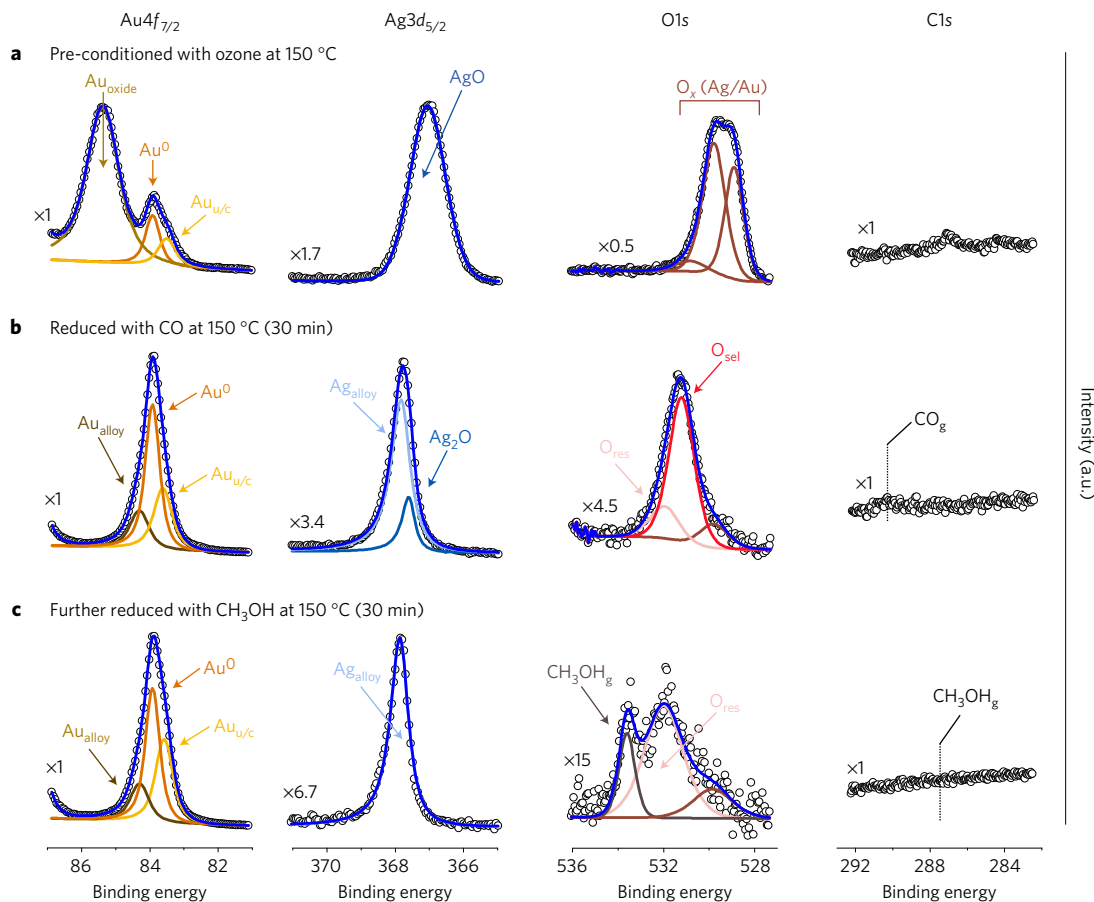 Au4f7/2 Ag3d5/2 O1s C1s
a Pre-conditioned with ozone at 150 °C
Auoxide
AgO
Ox (Ag/Au)
Au0
Auu/c
×1
×1.7
×0.5
×1
b Reduced with CO at 150 °C (30 min)
Osel
Au0
Agalloy
Aualloy
Ag2O
COg
Ores
Auu/c
×1
×3.4
×4.5
×1
Intensity (a.u.)
c Further reduced with CH3OH at 150 °C (30 min)
Au0
Agalloy
CH3OHg
Ores
CH3OHg
Aualloy
Auu/c
×1
×6.7
×15
×1
86 84 82 370 368 366 536 532 528 292 288 284
Binding energy Binding energy Binding energy Binding energy